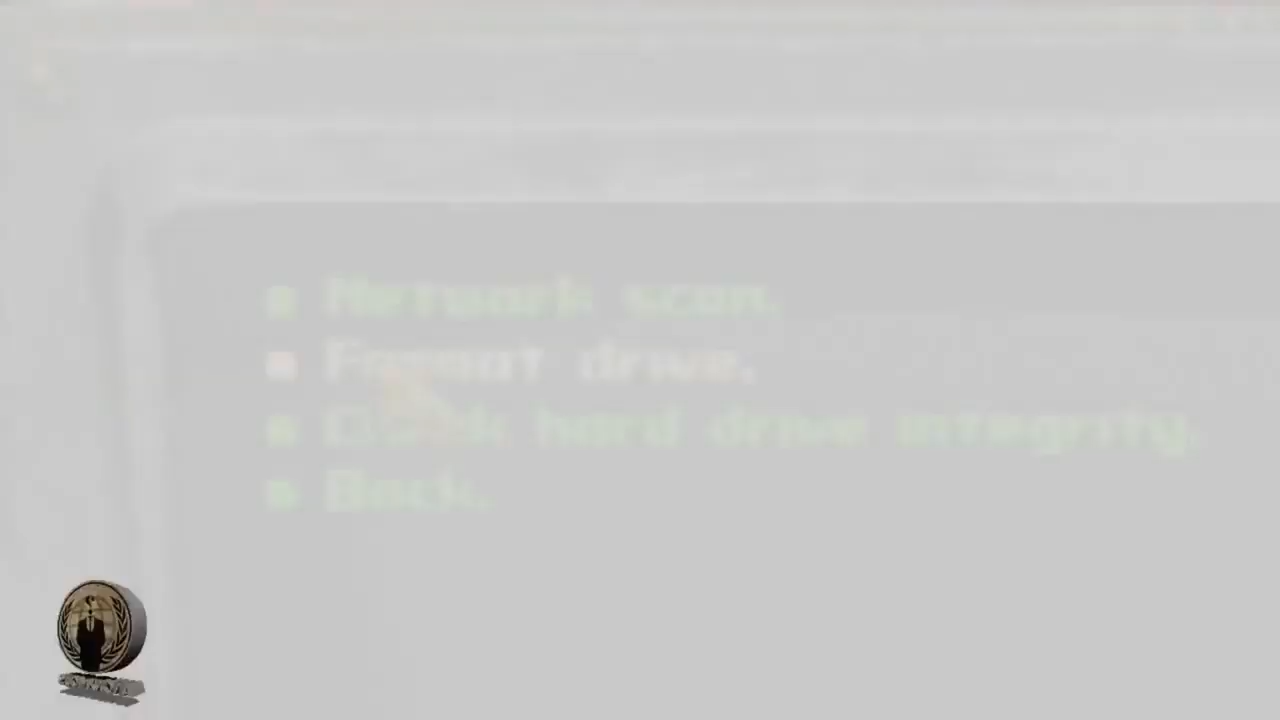 Network scan.
Format drive.
Check hard drive integrity.
Back.